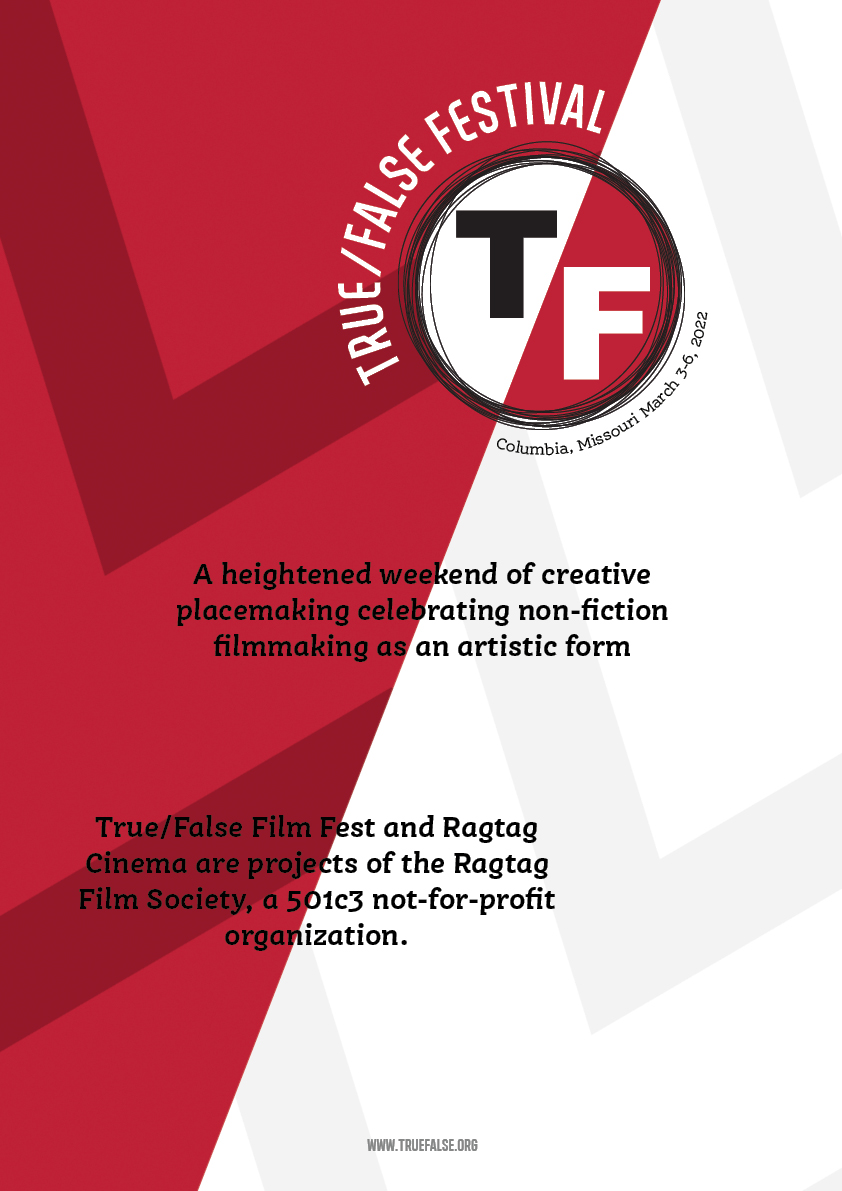 TRUE/FALSE FESTIVAL
T
F
Columbia, Missouri March 3-6, 2022
A heightened weekend of creative
placemaking celebrating non-fiction
filmmaking as an artistic form
True/False Film Fest and Ragtag
Cinema are projects of the Ragtag
Film Society, a 501c3 not-for-profit
organization.
WWW.TRUEFALSE.ORG